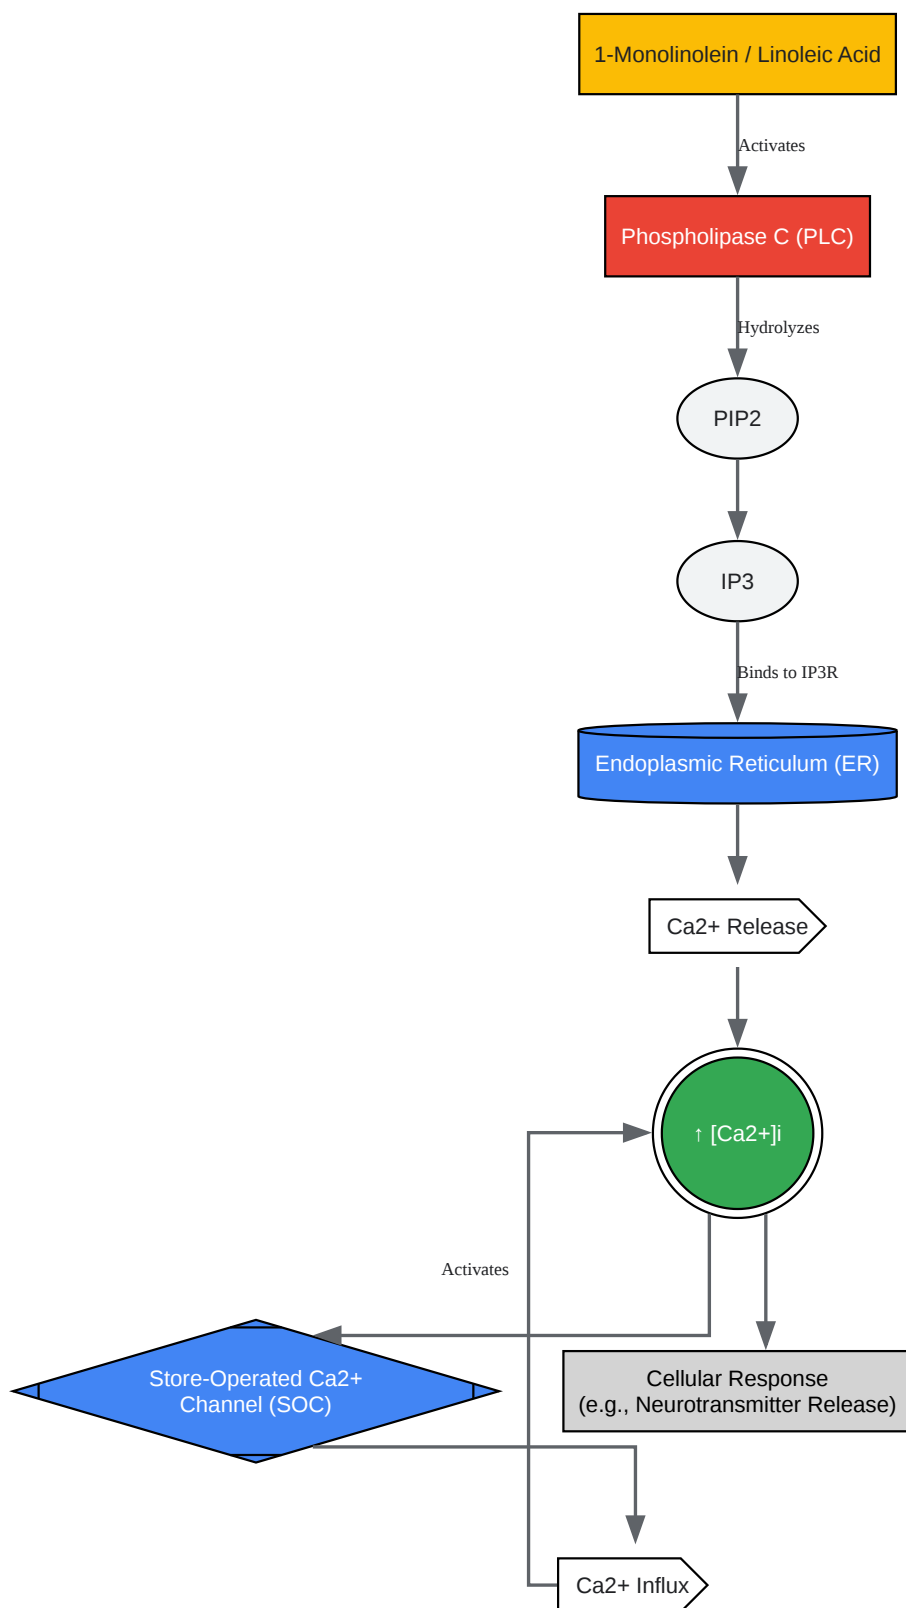 1-Monolinolein / Linoleic Acid
Activates
Phospholipase C (PLC)
Hydrolyzes
PIP2
IP3
Binds to IP3R
Endoplasmic Reticulum (ER)
Ca2+ Release
↑ [Ca2+]i
Activates
Store-Operated Ca2+
Channel (SOC)
Cellular Response
(e.g., Neurotransmitter Release)
Ca2+ Influx